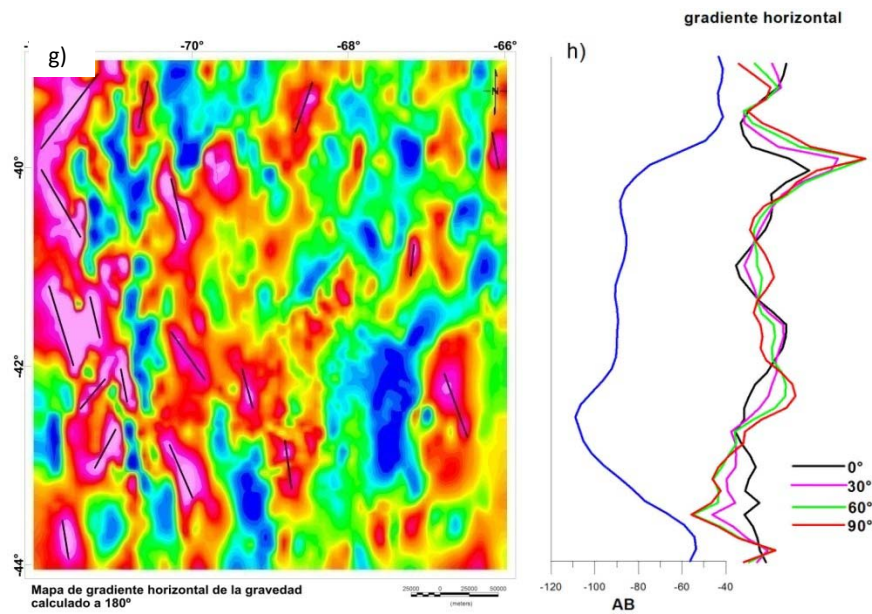 gradiente horizontal
g)
-70°
-68°
-66°
h)
N
-40°
-42°
-44°
0°
30°
60°
90°
-120 -100 -80 -60 -40
AB
Mapa de gradiente horizontal de la gravedad
calculado a 180º
25000 0 25000 50000
(meters)